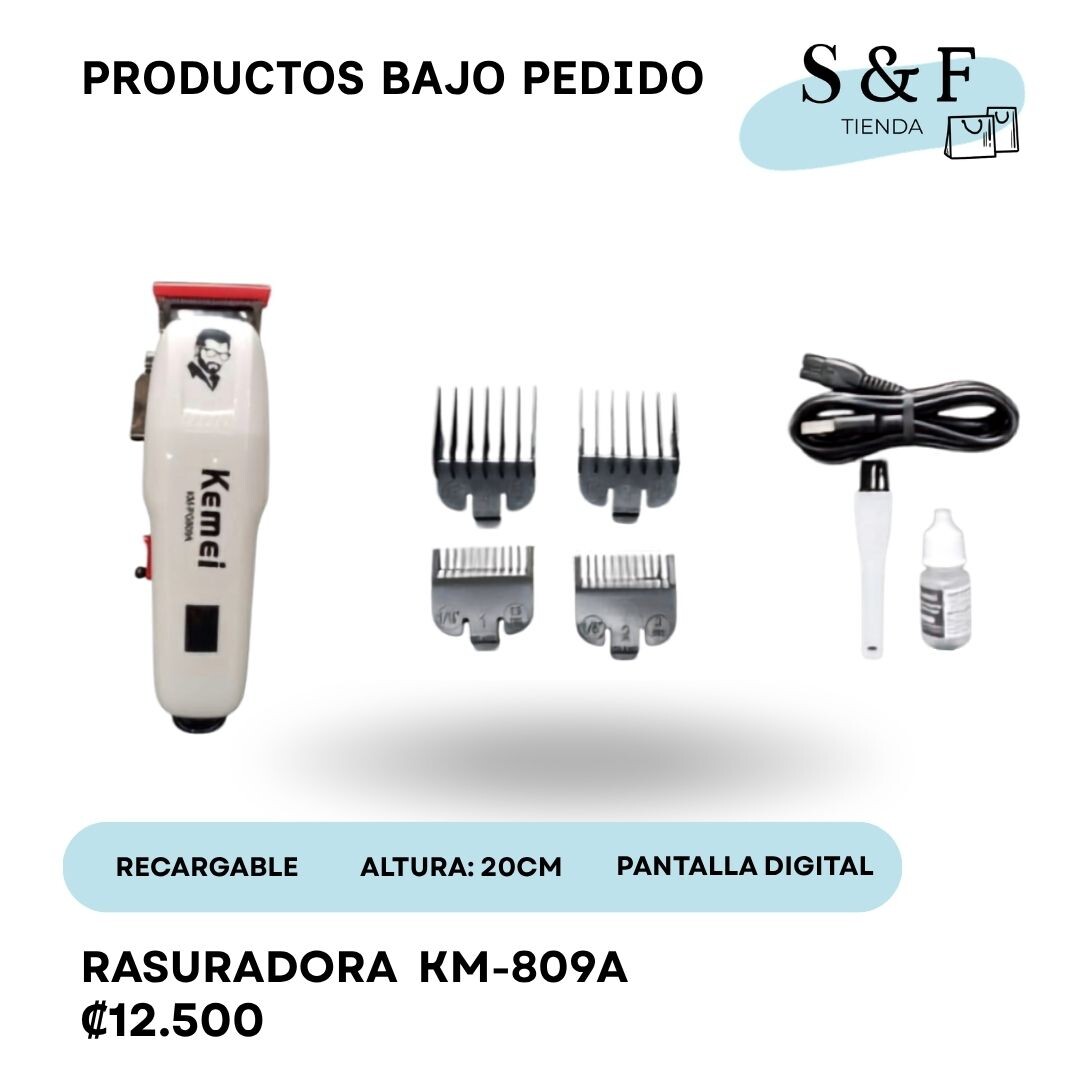 PRODUCTOS BAJO PEDIDO
S & F
TIENDA
Kemei
RECARGABLE
ALTURA: 20CM
PANTALLA DIGITAL
RASURADORA KM-809A
₡12.500